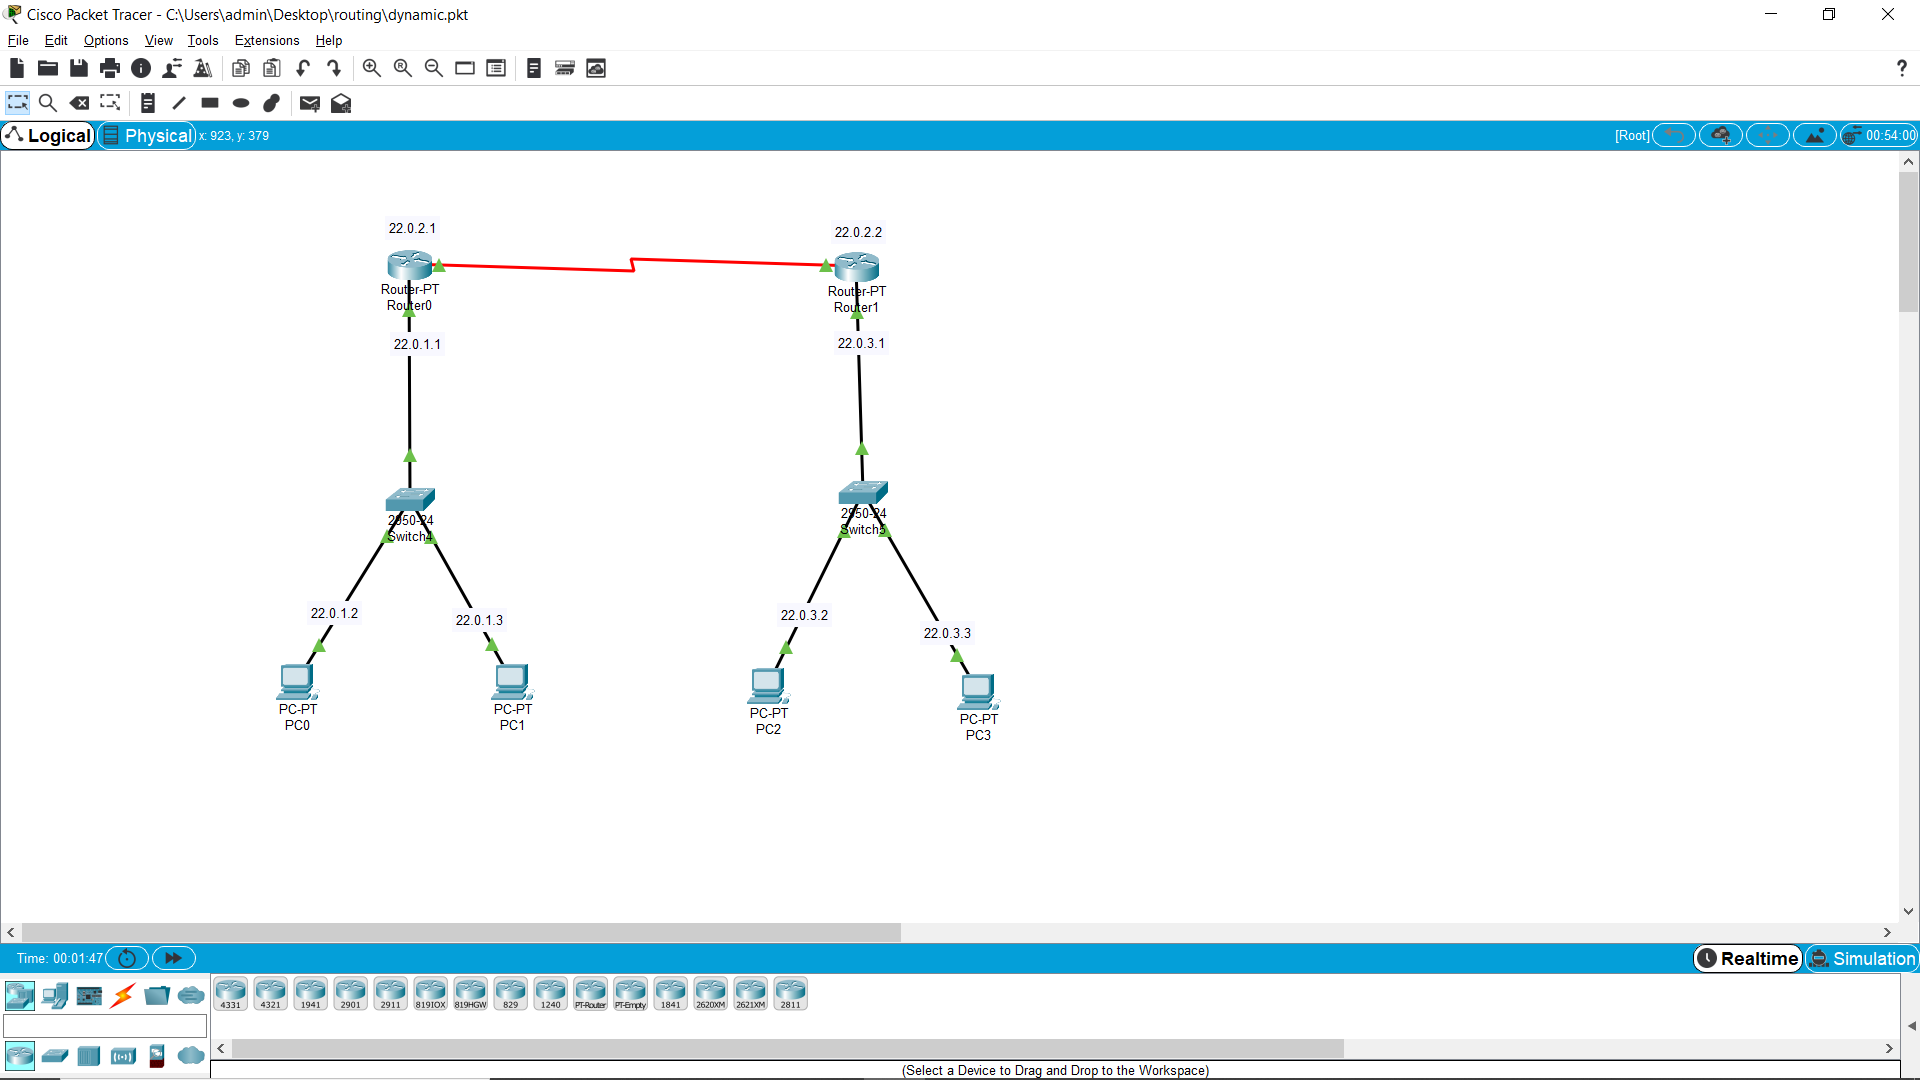 Cisco Packet Tracer - C:\Users\admin\Desktop\routing\dynamic.pkt
File Edit Options View Tools Extensions Help
?
Logical Physical x: 923, y: 379 [Root] 00:54:00
22.0.2.1
22.0.2.2
Router-PT
Router0
Router-PT
Router1
22.0.1.1
22.0.3.1
2950-24
Switch4
2950-24
Switch5
22.0.1.2
22.0.1.3
22.0.3.2
22.0.3.3
PC-PT
PC0
PC-PT
PC1
PC-PT
PC2
PC-PT
PC3
Time: 00:01:47 Realtime Simulation
4331 4321 1941 2901 2911 819IOX 819HGW 829 1240 PT-Router PT-Empty 1841 2620XM 2621XM 2811
(Select a Device to Drag and Drop to the Workspace)